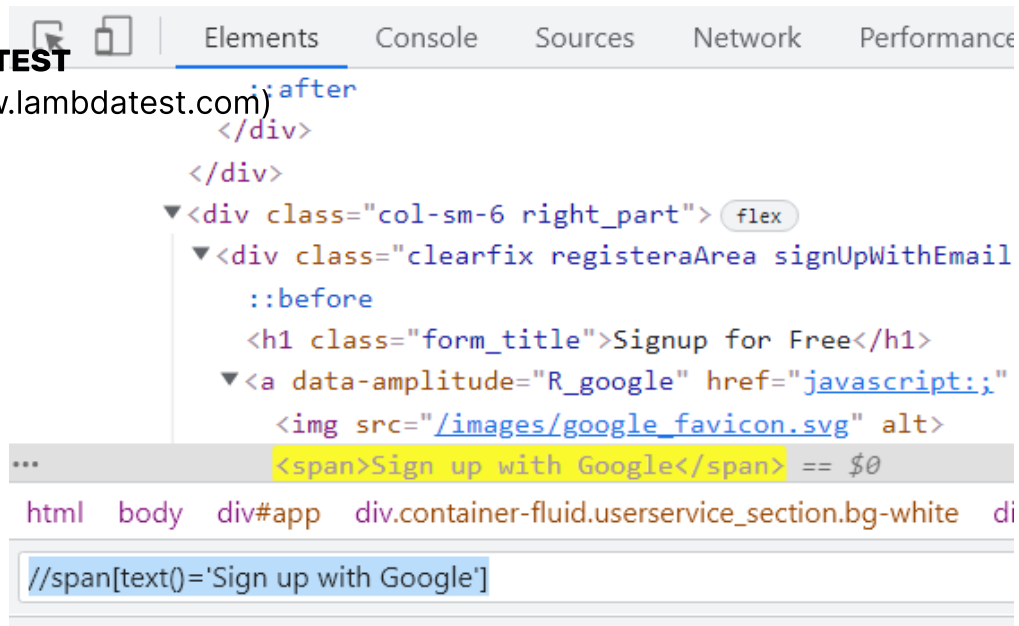 Elements Console Sources Network Performance
TEST
::after
w.lambdatest.com)
</div>
</div>
▼<div class="col-sm-6 right_part"> flex
▼<div class="clearfix registeraArea signUpWithEmail
::before
<h1 class="form_title">Signup for Free</h1>
▼<a data-amplitude="R_google" href="javascript:;"
<img src="/images/google_favicon.svg" alt>
... <span>Sign up with Google</span> == $0
html body div#app div.container-fluid.userservice_section.bg-white di
//span[text()='Sign up with Google']